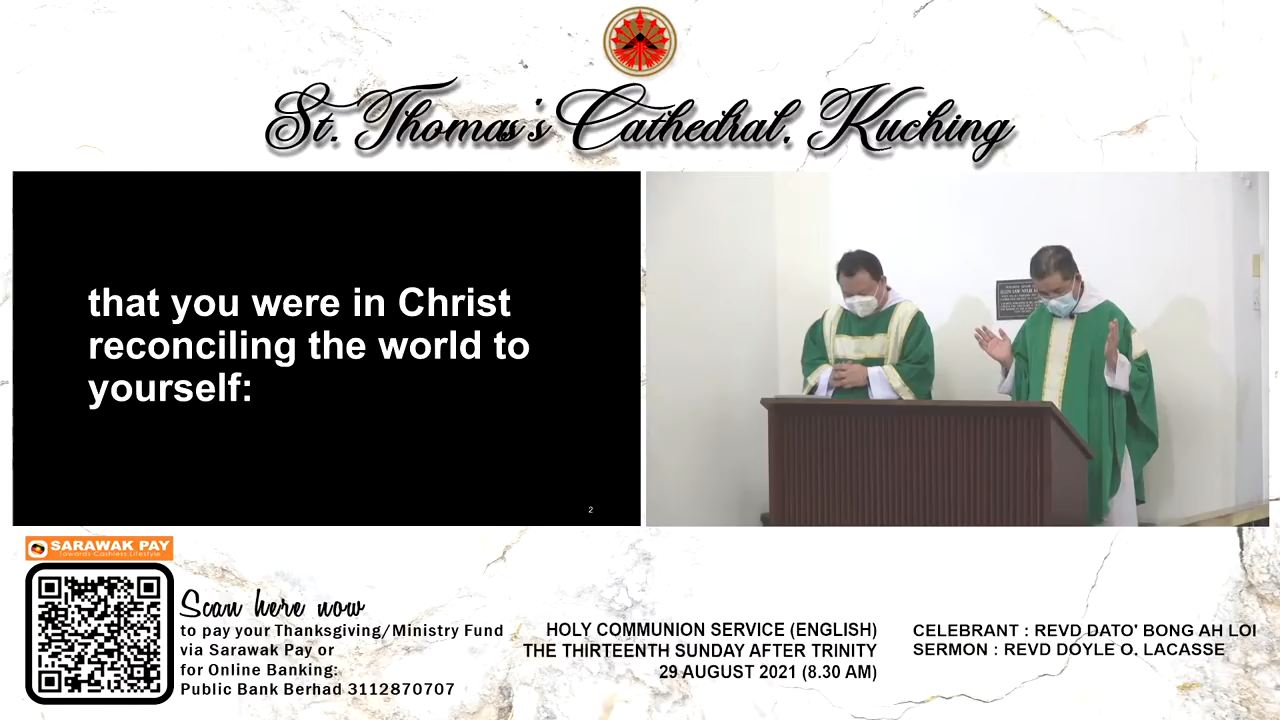 St. Thomas's Cathedral, Kuching
that you were in Christ
reconciling the world to
yourself:
2
SARAWAK PAY
Towards Cashless Lifestyle
Scan here now
to pay your Thanksgiving/Ministry Fund
via Sarawak Pay or
for Online Banking:
Public Bank Berhad 3112870707
HOLY COMMUNION SERVICE (ENGLISH)
THE THIRTEENTH SUNDAY AFTER TRINITY
29 AUGUST 2021 (8.30 AM)
CELEBRANT : REVD DATO' BONG AH LOI
SERMON : REVD DOYLE O. LACASSE